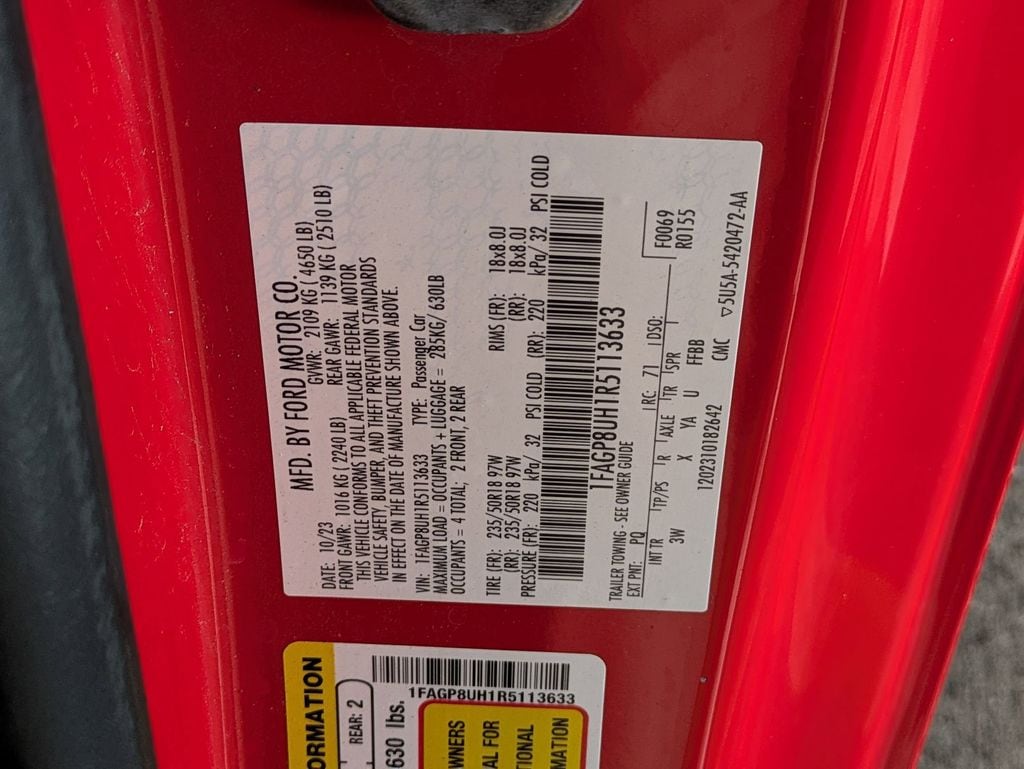 MFD. BY FORD MOTOR CO.
DATE: 10/23 GVWR: 2109 KG ( 4650 LB)
FRONT GAWR: 1016 KG ( 2240 LB) REAR GAWR: 1139 KG ( 2510 LB)
THIS VEHICLE CONFORMS TO ALL APPLICABLE FEDERAL MOTOR
VEHICLE SAFETY, BUMPER, AND THEFT PREVENTION STANDARDS
IN EFFECT ON THE DATE OF MANUFACTURE SHOWN ABOVE.
VIN: 1FAGP8UH1R5113633 TYPE: Passenger Car
MAXIMUM LOAD = OCCUPANTS + LUGGAGE = 285KG/ 630LB
OCCUPANTS = 4 TOTAL; 2 FRONT, 2 REAR
TIRE (FR): 235/50R18 97W RIMS (FR): 18x8.0J
(RR): 235/50R18 97W (RR): 18x8.0J
PRESSURE (FR): 220 kPa/ 32 PSI COLD (RR): 220 kPa/ 32 PSI COLD
1FAGP8UH1R5113633
TRAILER TOWING - SEE OWNER GUIDE F0069
EXT PNT: PQ RC: 71 DSO: R0155
INT TR TP/PS R AXLE TR SPR
3W X YA U FFBB
120231018264​2 CMC ▽5U5A-5420472-AA
1FAGP8UH1R5113633
ORMATION
REAR: 2
630 lbs.
WNERS
AL FOR
TIONAL
MATION